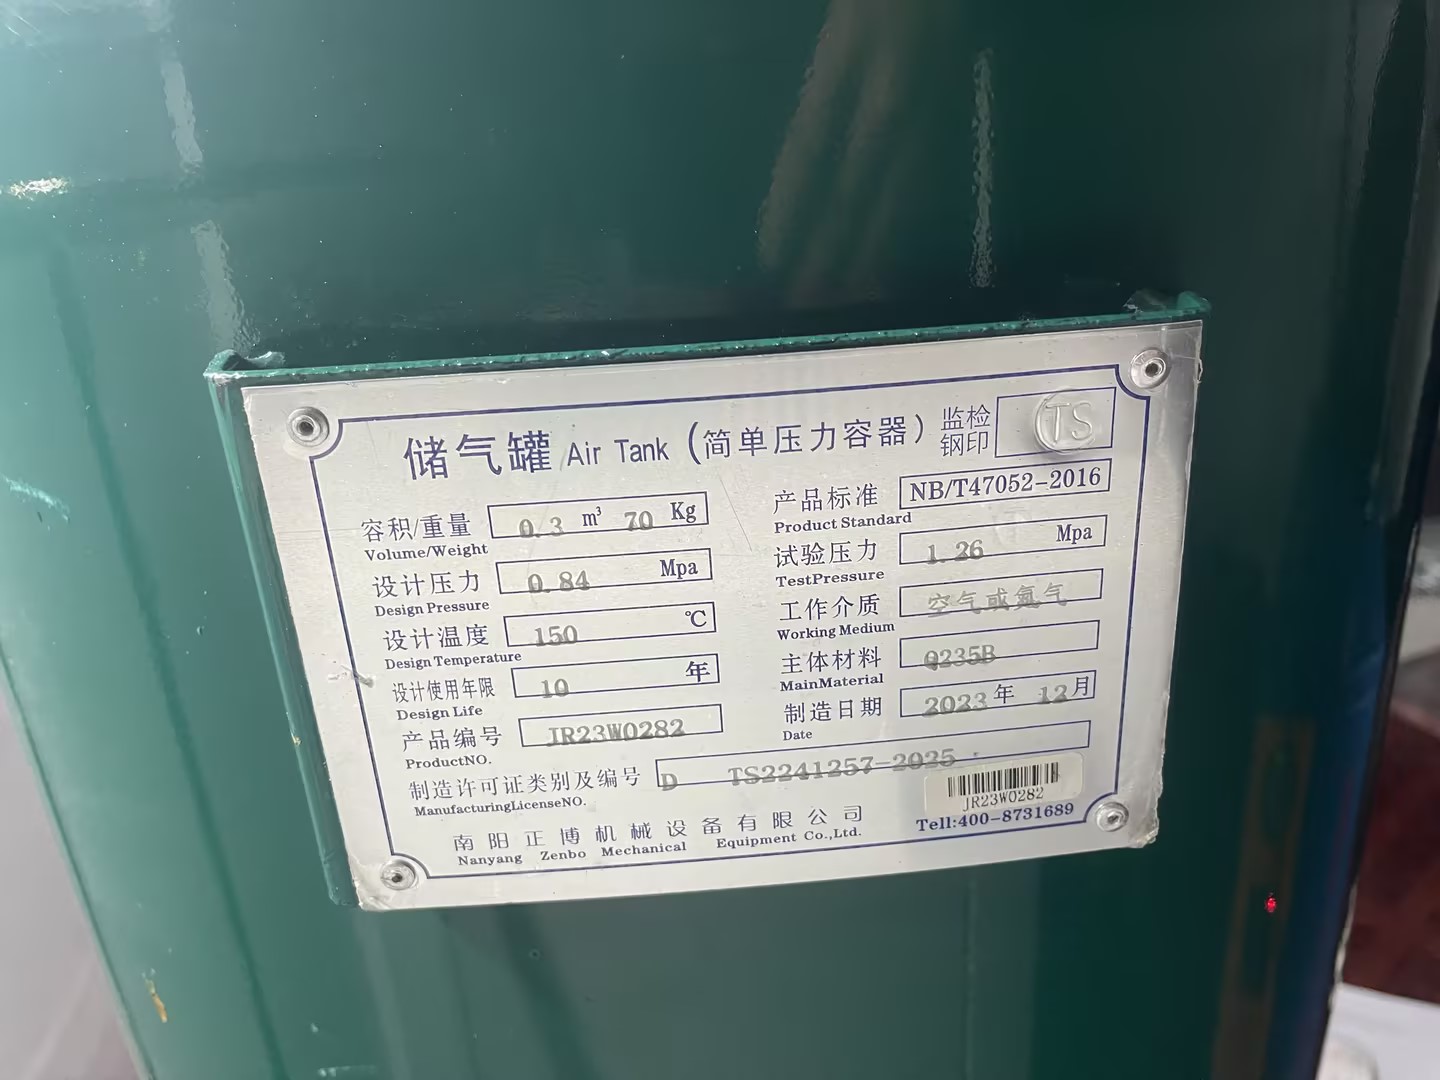 储气罐 Air Tank (简单压力容器) 监检钢印 TS
容积/重量 0.3 m³ 70 Kg
Volume/Weight
设计压力 0.84 Mpa
Design Pressure
设计温度 150 ℃
Design Temperature
设计使用年限 10 年
Design Life
产品编号 JR23W0282
ProductNO.
产品标准 NB/T47052-2016
Product Standard
试验压力 1.26 Mpa
TestPressure
工作介质 空气或氮气
Working Medium
主体材料 Q235B
MainMaterial
制造日期 2023 年 12 月
Date
制造许可证类别及编号 D TS2241257-2025
ManufacturingLicenseNO.
JR23W0282
南阳正博机械设备有限公司
Nanyang Zenbo Mechanical Equipment Co.,Ltd.
Tell:400-8731689